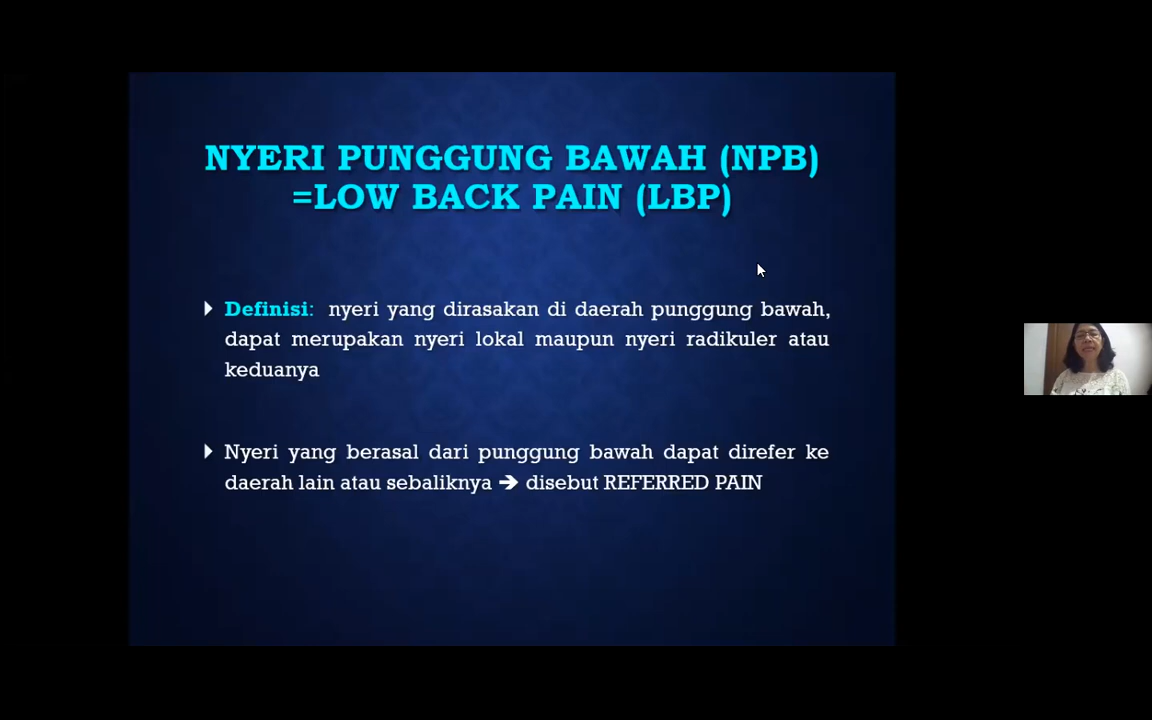 NYERI PUNGGUNG BAWAH (NPB)
=LOW BACK PAIN (LBP)
Definisi: nyeri yang dirasakan di daerah punggung bawah,
dapat merupakan nyeri lokal maupun nyeri radikuler atau
keduanya
Nyeri yang berasal dari punggung bawah dapat direfer ke
daerah lain atau sebaliknya ➔ disebut REFERRED PAIN